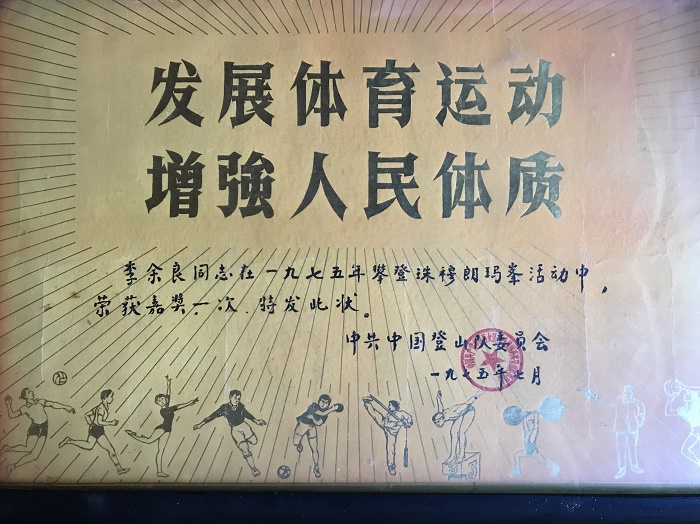 发展体育运动
增強人民体质
李余良同志在一九七五年攀登珠穆朗玛峯活动中，
荣获嘉奖一次．特发此状。
中共中国登山队委员会
一九七五年七月